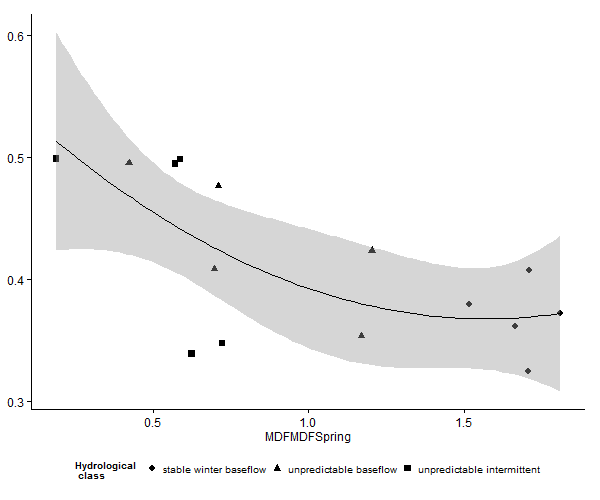 0.6
0.5
0.4
0.3
0.5 1.0 1.5
MDFMDFSpring
Hydrological
class
stable winter baseflow unpredictable baseflow unpredictable intermittent